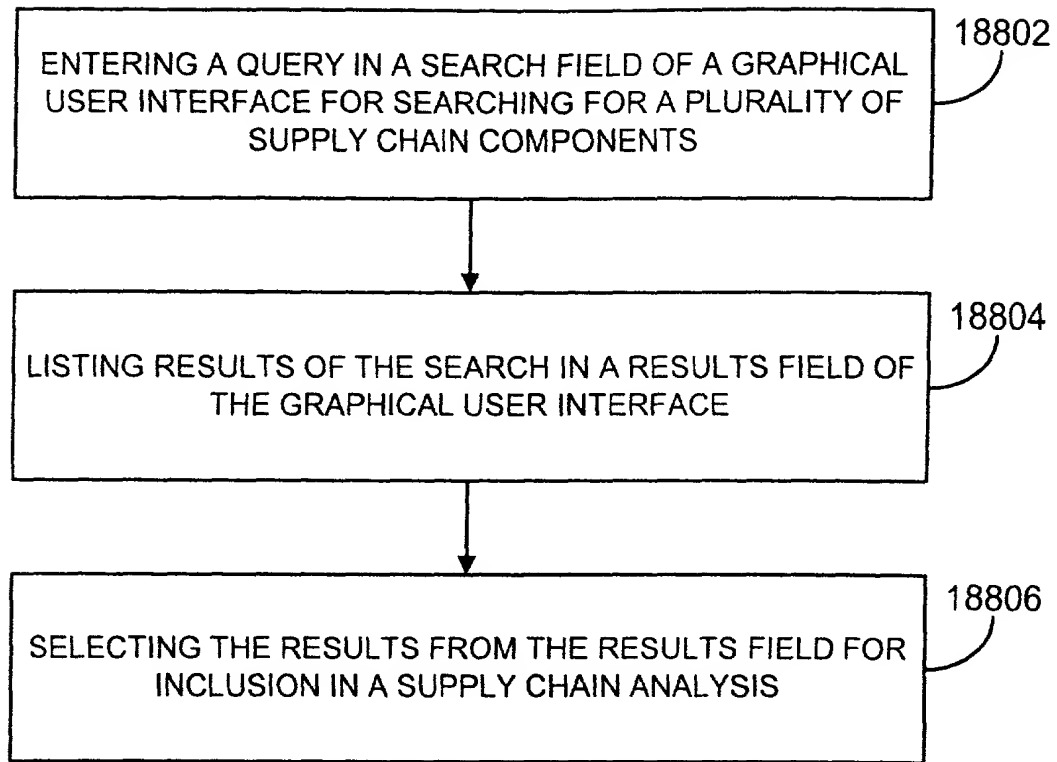 18802
ENTERING A QUERY IN A SEARCH FIELD OF A GRAPHICAL
USER INTERFACE FOR SEARCHING FOR A PLURALITY OF
SUPPLY CHAIN COMPONENTS
18804
LISTING RESULTS OF THE SEARCH IN A RESULTS FIELD OF
THE GRAPHICAL USER INTERFACE
18806
SELECTING THE RESULTS FROM THE RESULTS FIELD FOR
INCLUSION IN A SUPPLY CHAIN ANALYSIS